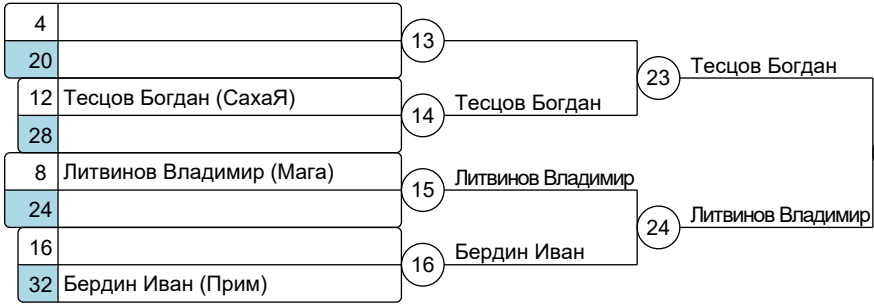 4
13
20
23 Тесцов Богдан
12 Тесцов Богдан (СахаЯ)
14 Тесцов Богдан
28
8 Литвинов Владимир (Мага)
15 Литвинов Владимир
24
24 Литвинов Владимир
16
16 Бердин Иван
32 Бердин Иван (Прим)